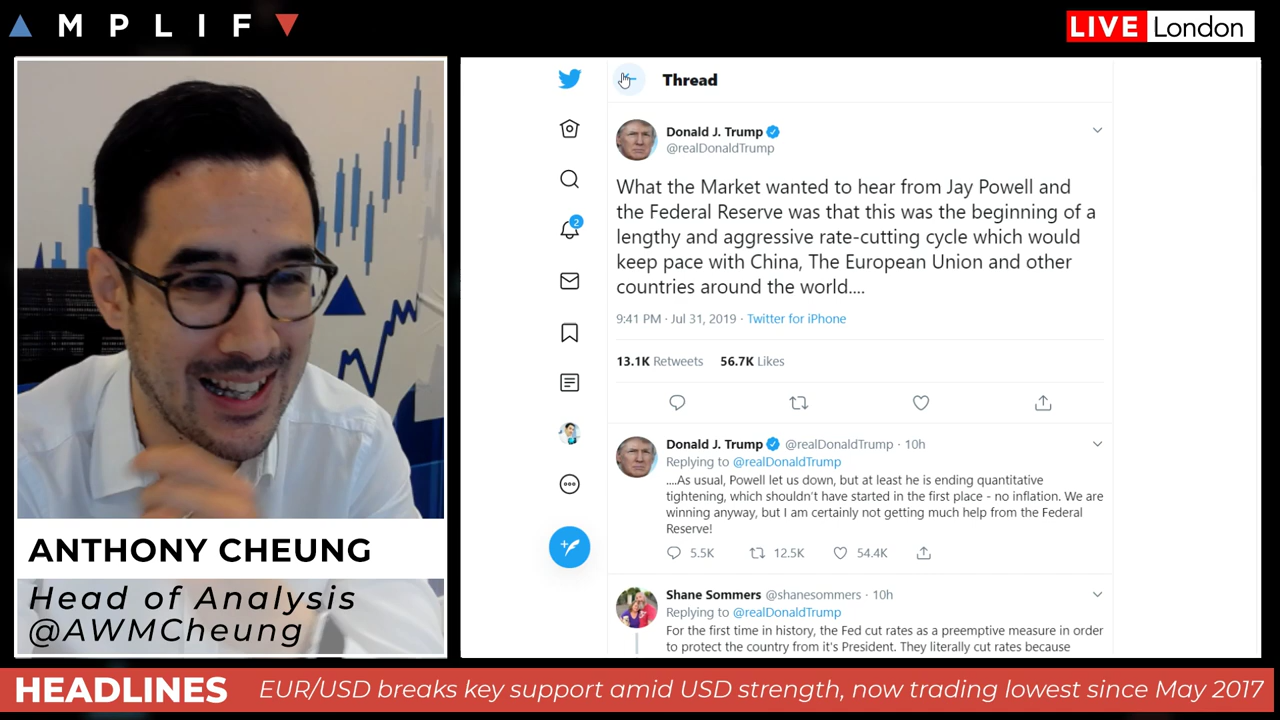 MPLIF
LIVE London
Thread
Donald J. Trump
@realDonaldTrump
What the Market wanted to hear from Jay Powell and
the Federal Reserve was that this was the beginning of a
lengthy and aggressive rate-cutting cycle which would
keep pace with China, The European Union and other
countries around the world....
9:41 PM · Jul 31, 2019 · Twitter for iPhone
13.1K Retweets 56.7K Likes
2
Donald J. Trump @realDonaldTrump · 10h
Replying to @realDonaldTrump
....As usual, Powell let us down, but at least he is ending quantitative
tightening, which shouldn't have started in the first place - no inflation. We are
winning anyway, but I am certainly not getting much help from the Federal
Reserve!
5.5K 12.5K 54.4K
Shane Sommers @shanesommers · 10h
Replying to @realDonaldTrump
For the first time in history, the Fed cut rates as a preemptive measure in order
to protect the country from it's President. They literally cut rates because
ANTHONY CHEUNG
Head of Analysis
@AWMCheung
HEADLINES EUR/USD breaks key support amid USD strength, now trading lowest since May 2017